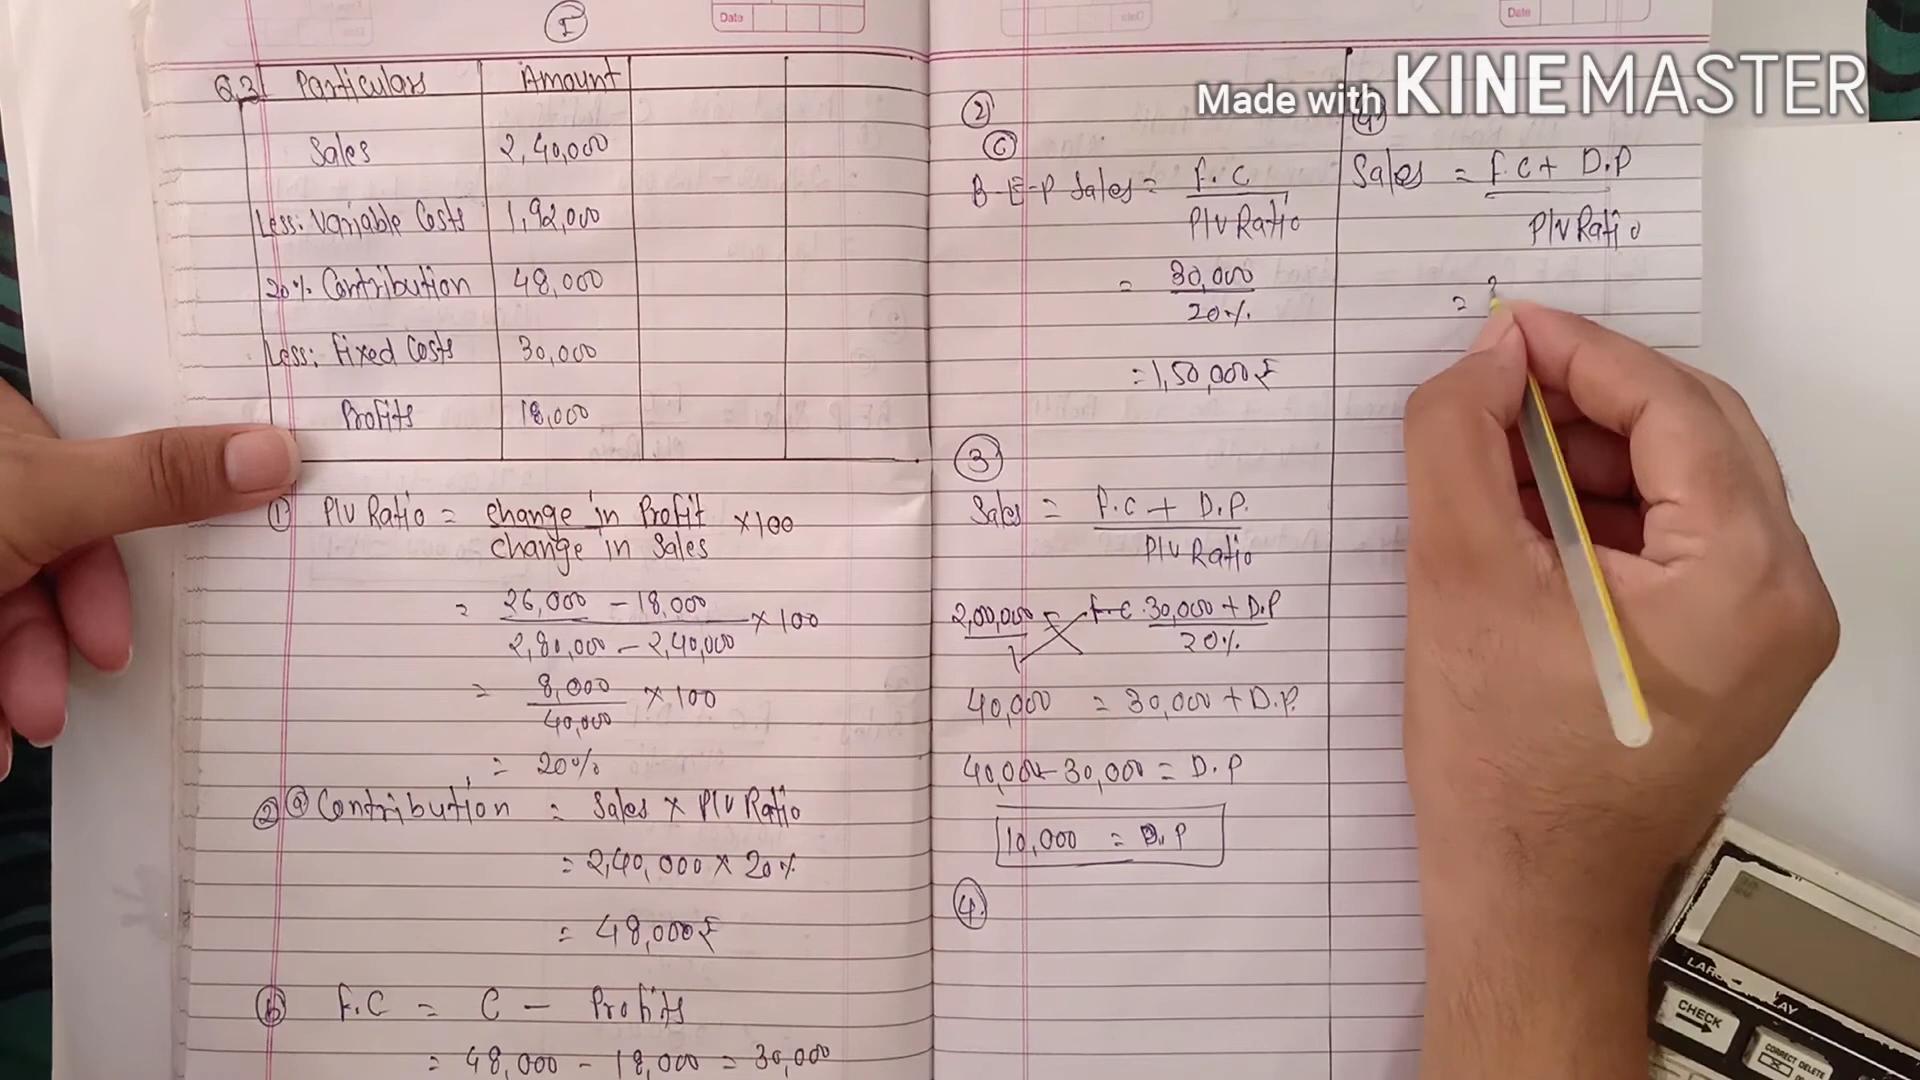 I
Date
Date
Q.3 Particulars Amount
Sales 2,40,000
Less: Variable Costs 1,92,000
20% Contribution 48,000
Less: Fixed Costs 30,000
Profits 18,000
① P/V Ratio = change in Profit ×100
change in Sales
= 26,000 - 18,000 × 100
2,80,000 - 2,40,000
= 8,000 × 100
40,000
= 20%
② ⓐ Contribution = Sales × P/V Ratio
= 2,40,000 × 20%
= 48,000₹
ⓑ F.C = C - Profits
= 48,000 - 18,000 = 30,000
②
ⓒ
B-E-P Sales = F.C
P/V Ratio
= 30,000
20%
= 1,50,000₹
③
Sales = F.C + D.P.
P/V Ratio
2,00,000 = F.C 30,000 + D.P
1 20%
40,000 = 30,000 + D.P.
40,000 - 30,000 = D.P
10,000 = D.P
④.
Made with KINEMASTER
④
Sales = F.C + D.P
P/V Ratio
=
CHECK
CORRECT DELETE